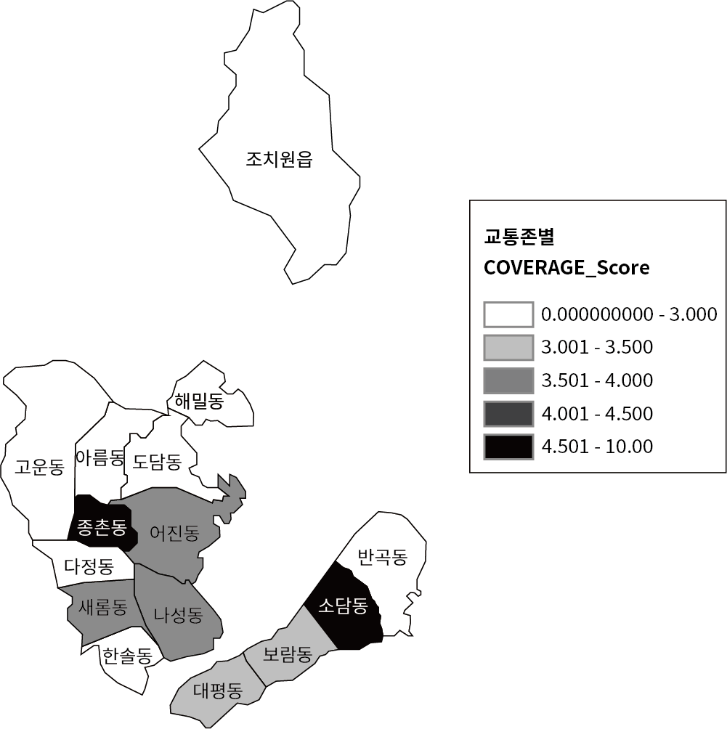 조치원읍
교통존별
COVERAGE_Score
0.000000000 - 3.000
3.001 - 3.500
3.501 - 4.000
4.001 - 4.500
4.501 - 10.00
해밀동
고운동
아름동
도담동
종촌동
어진동
다정동
반곡동
새롬동
나성동
소담동
한솔동
보람동
대평동